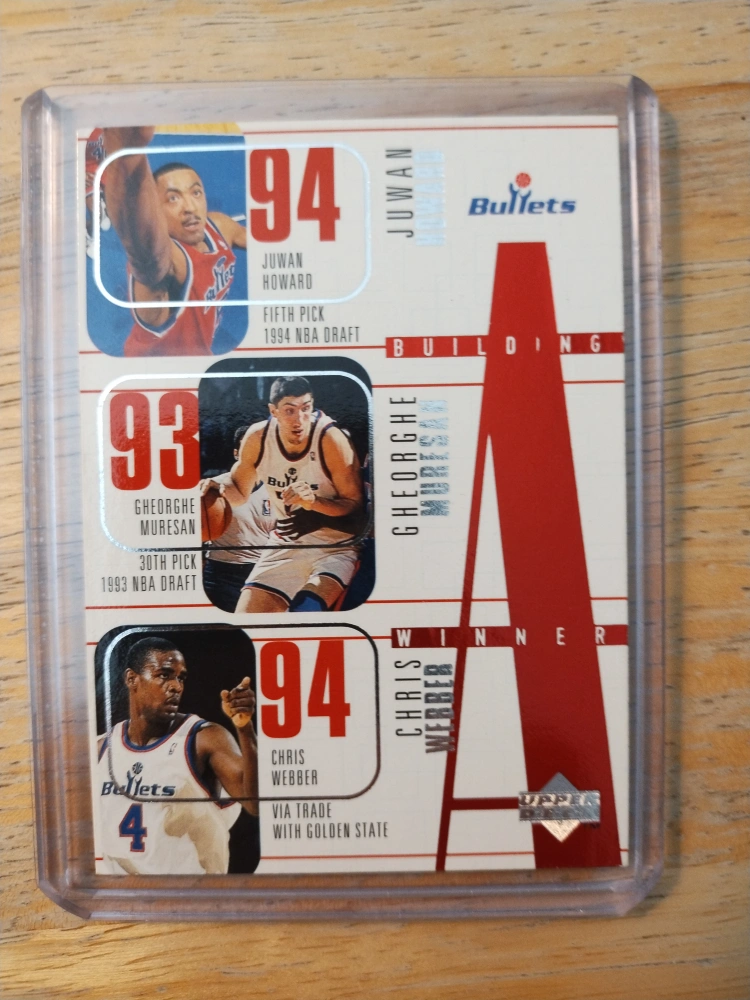 94
JUWAN
HOWARD
FIFTH PICK
1994 NBA DRAFT
JUWAN
HOWARD
Bullets
BUILDING
A
93
GHEORGHE
MURESAN
30TH PICK
1993 NBA DRAFT
Bullets
GHEORGHE
MURESAN
WINNER
94
CHRIS
WEBBER
VIA TRADE
WITH GOLDEN STATE
Bullets
4
CHRIS
WEBBER
UPPER
DECK